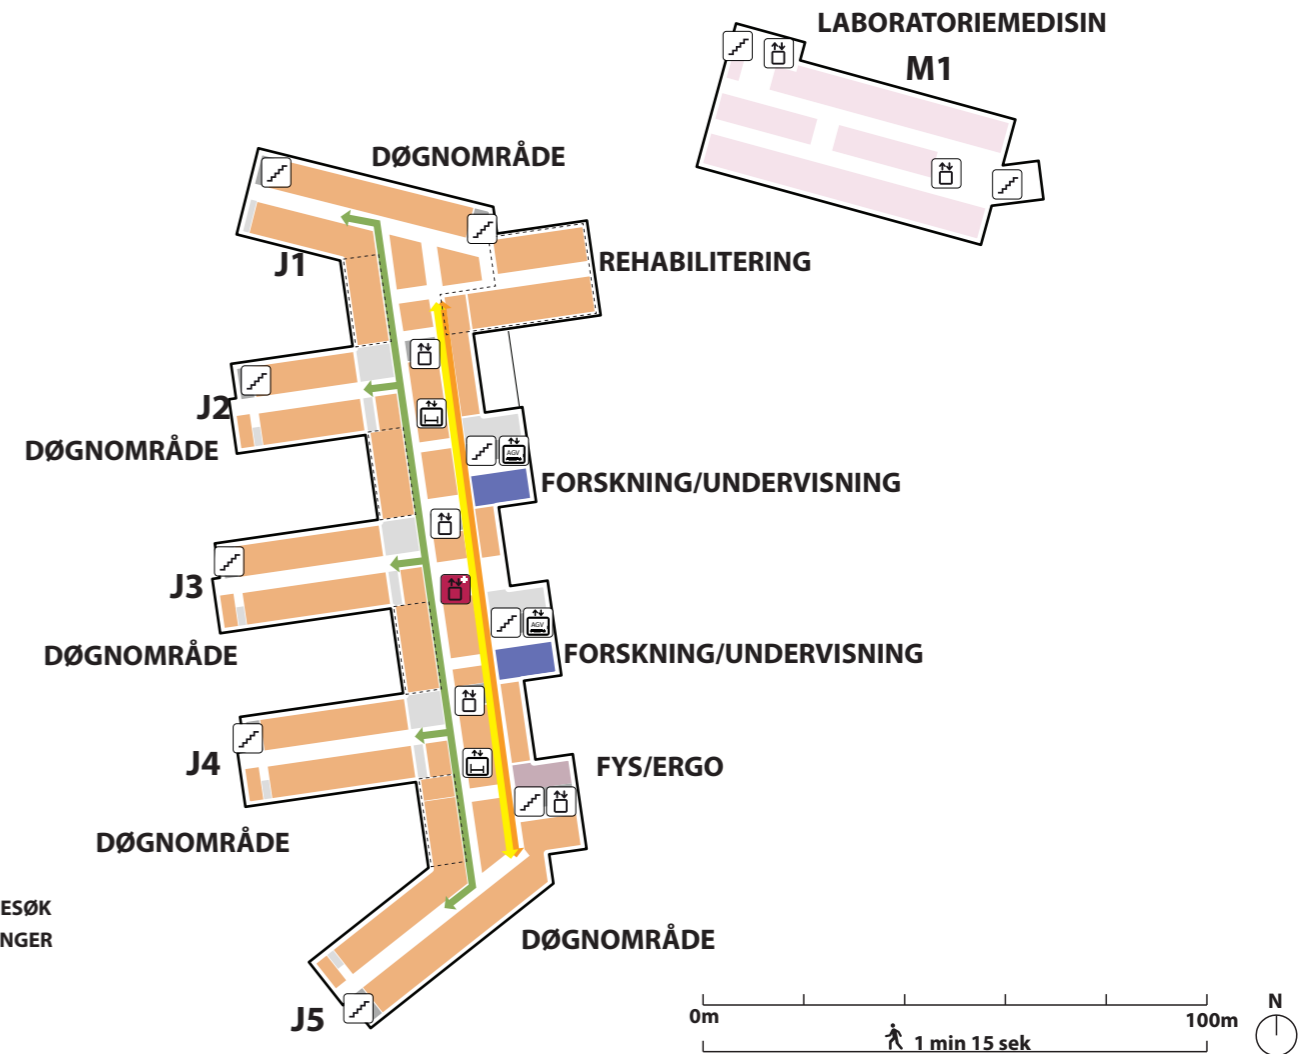 LABORATORIEMEDISIN
M1
DØGNOMRÅDE
J1
REHABILITERING
J2
DØGNOMRÅDE
AGV
FORSKNING/UNDERVISNING
J3
DØGNOMRÅDE
AGV
FORSKNING/UNDERVISNING
J4
FYS/ERGO
DØGNOMRÅDE
ESØK
NGER
DØGNOMRÅDE
J5
0m
100m
N
1 min 15 sek